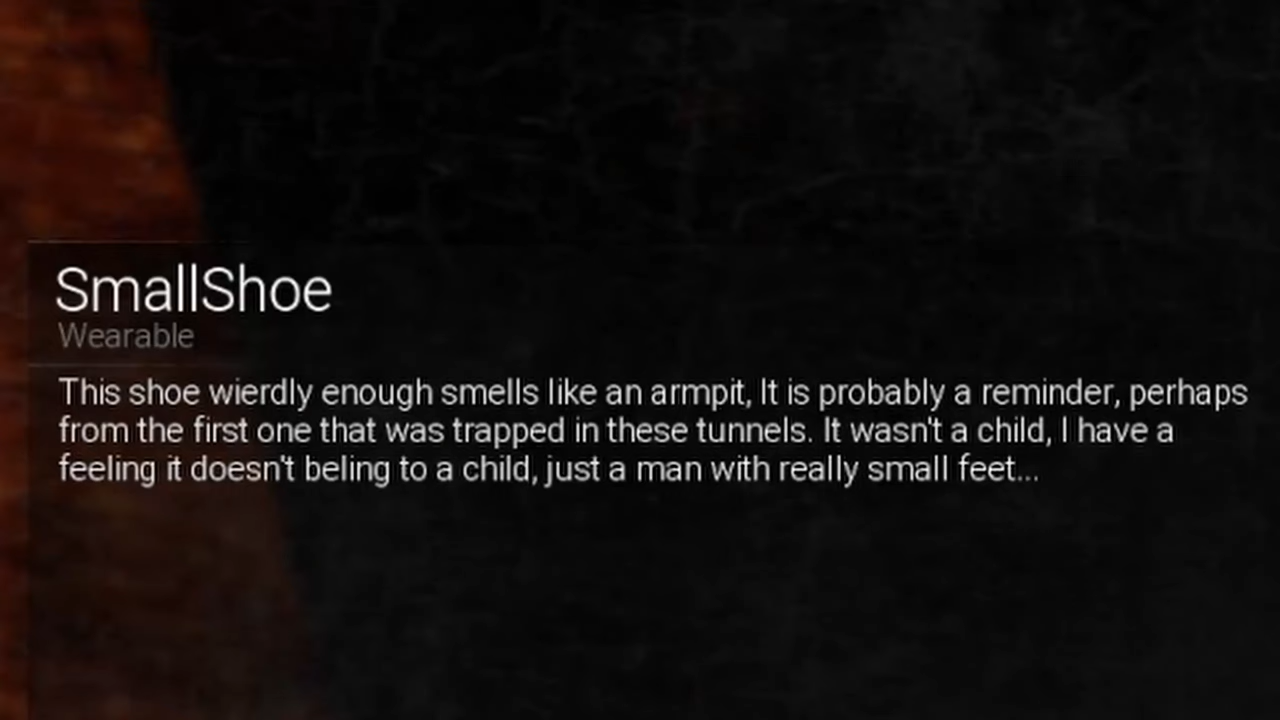 SmallShoe
Wearable
This shoe wierdly enough smells like an armpit, It is probably a reminder, perhaps
from the first one that was trapped in these tunnels. It wasn't a child, I have a
feeling it doesn't beling to a child, just a man with really small feet...